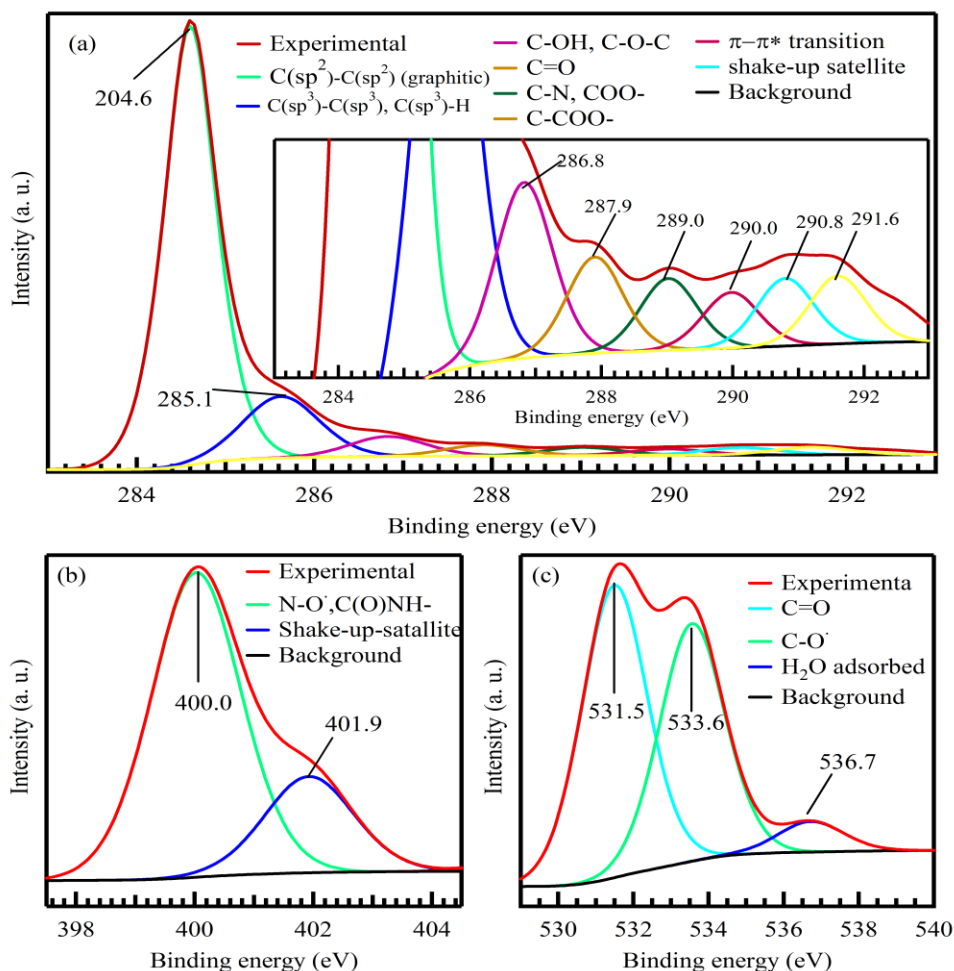 (a)
Experimental
C(sp²)-C(sp²) (graphitic)
C(sp³)-C(sp³), C(sp³)-H
C-OH, C-O-C
C=O
C-N, COO-
C-COO-
π–π* transition
shake-up satellite
Background
204.6
285.1
286.8
287.9
289.0
290.0
290.8
291.6
284 286 288 290 292
Binding energy (eV)
Intensity (a. u.)
284 286 288 290 292
Binding energy (eV)
(b)
Experimental
N-O˙,C(O)NH-
Shake-up-satallite
Background
400.0
401.9
Intensity (a. u.)
398 400 402 404
Binding energy (eV)
(c)
Experimenta
C=O
C-O˙
H₂O adsorbed
Background
531.5
533.6
536.7
Intensity (a. u.)
530 532 534 536 538 540
Binding energy (eV)